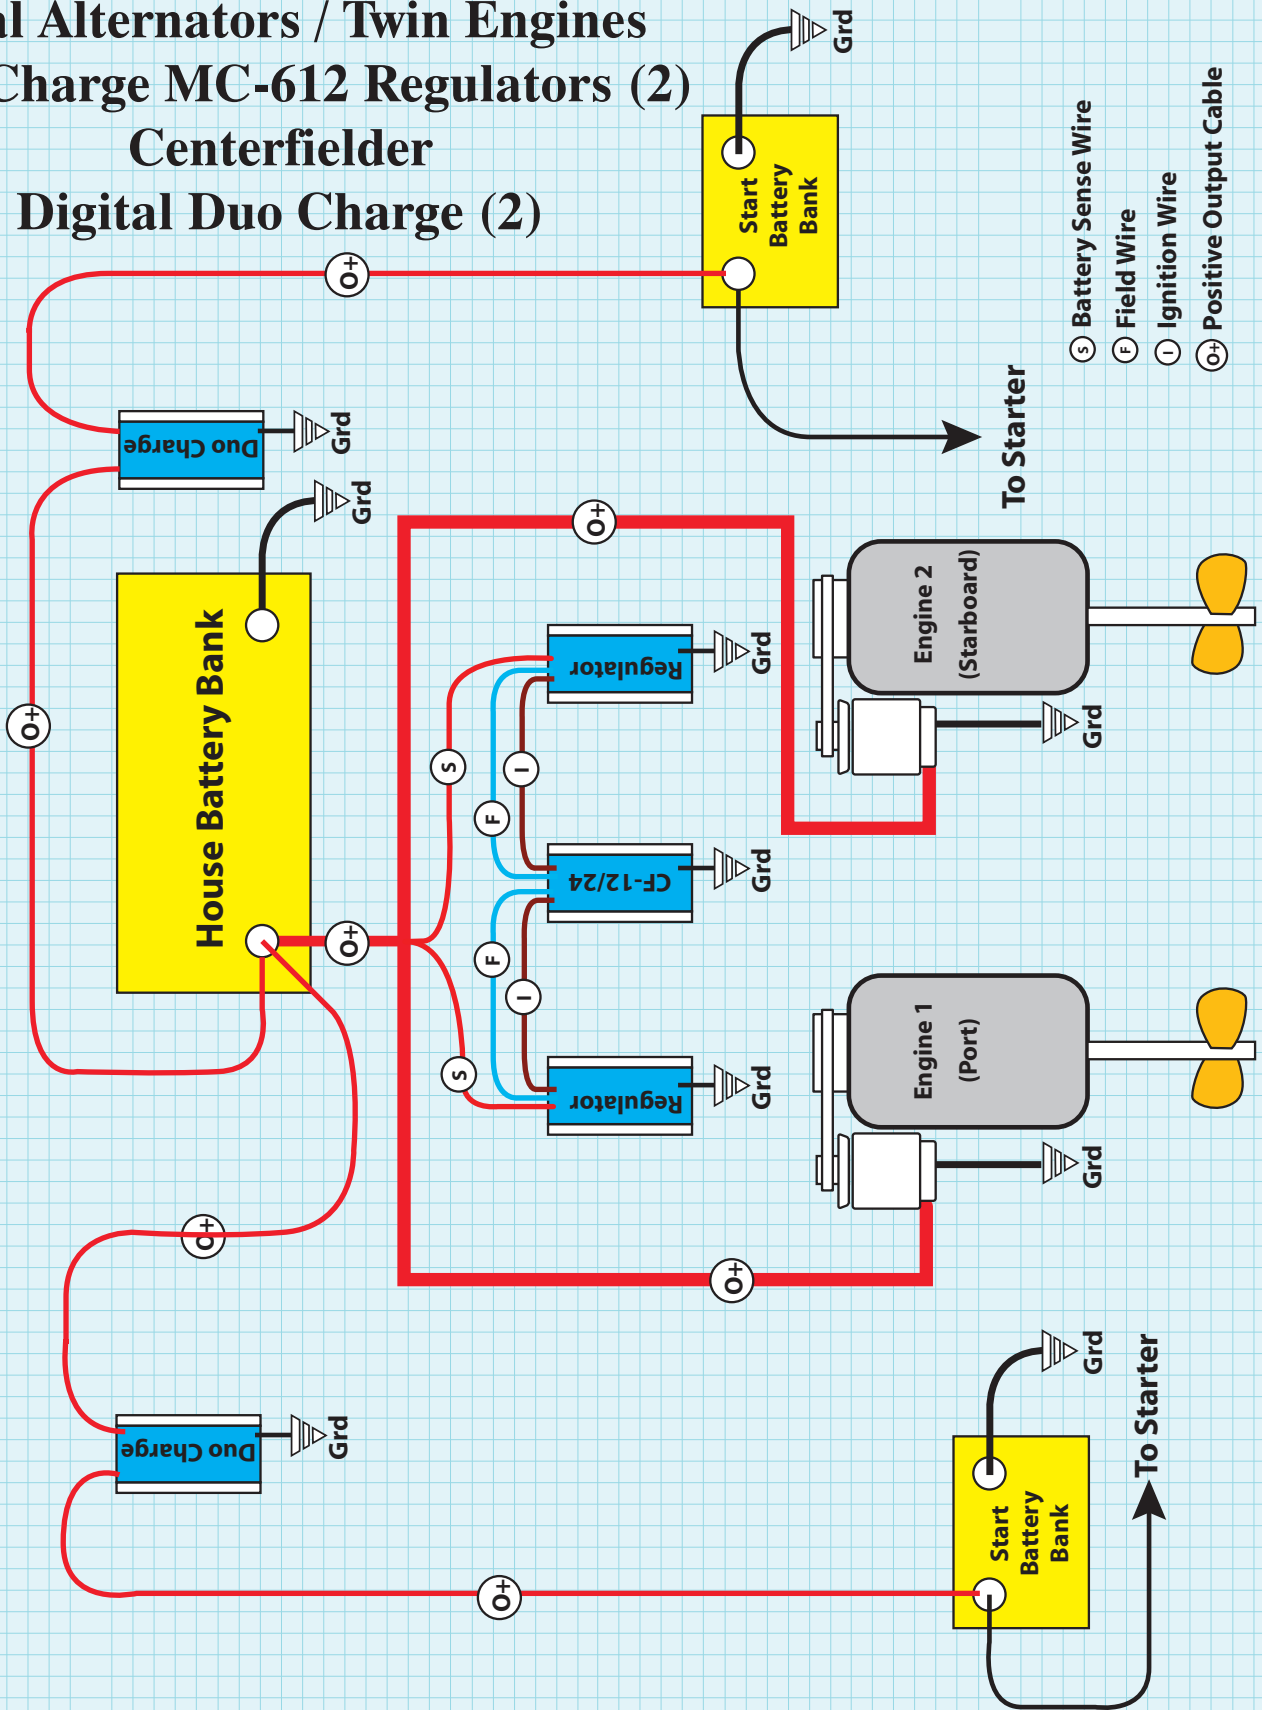 al Alternators / Twin Engines
Charge MC-612 Regulators (2)
Centerfielder
Digital Duo Charge (2)
Grd
Start
Battery
Bank
O+
To Starter
S Battery Sense Wire
F Field Wire
I Ignition Wire
O+ Positive Output Cable
Duo Charge
Grd
O+
House Battery Bank
Grd
O+
O+
S
F
I
Regulator
Grd
CF-12/24
Grd
F
I
S
Regulator
Grd
Engine 2
(Starboard)
Grd
Engine 1
(Port)
Grd
O+
O+
Duo Charge
Grd
O+
Start
Battery
Bank
Grd
To Starter